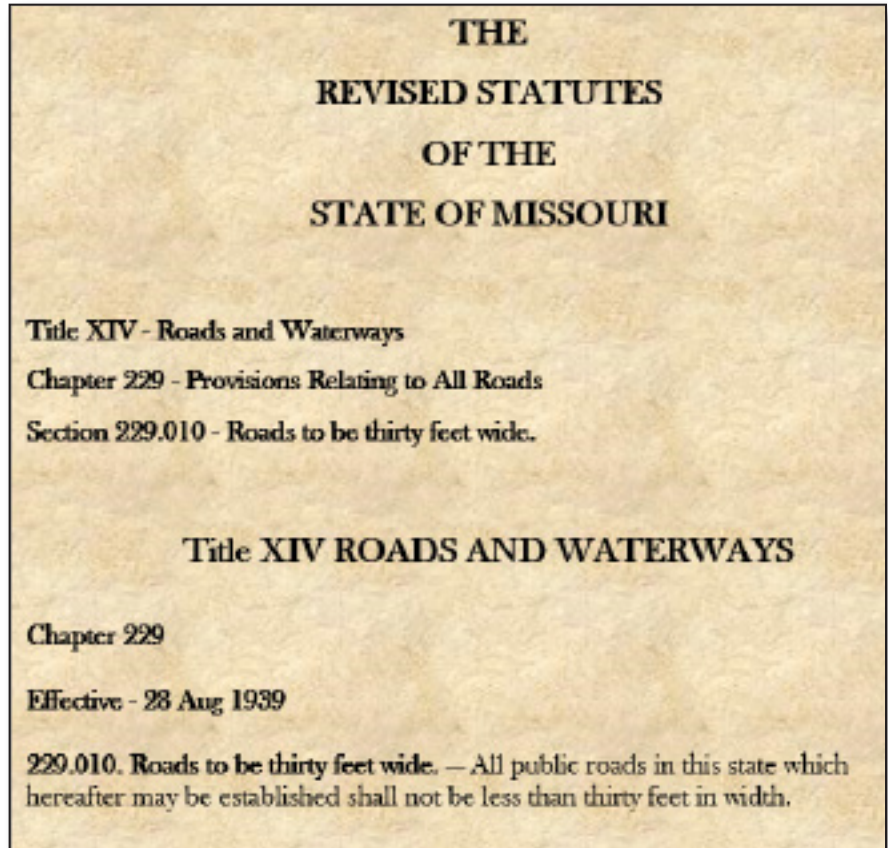 THE
REVISED STATUTES
OF THE
STATE OF MISSOURI
Title XIV - Roads and Waterways
Chapter 229 - Provisions Relating to All Roads
Section 229.010 - Roads to be thirty feet wide.
Title XIV ROADS AND WATERWAYS
Chapter 229
Effective - 28 Aug 1939
229.010. Roads to be thirty feet wide. — All public roads in this state which
hereafter may be established shall not be less than thirty feet in width.